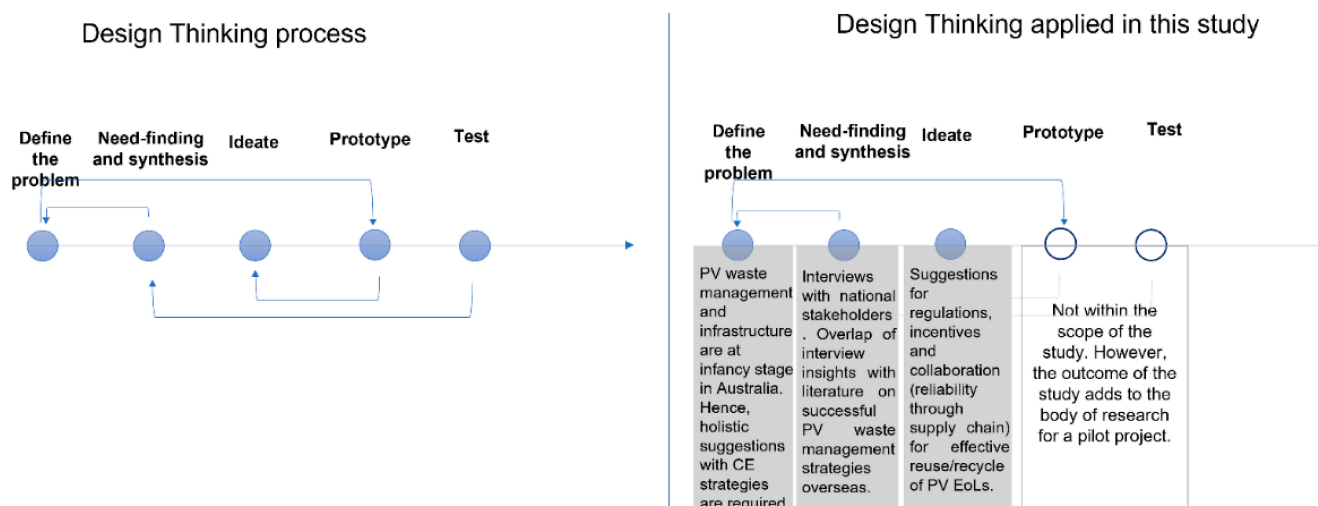 Design Thinking process
Define
the
problem
Need-finding
and synthesis
Ideate
Prototype
Test
Design Thinking applied in this study
Define
the
problem
Need-finding
and synthesis
Ideate
Prototype
Test
PV waste
management
and
infrastructure
are at
infancy stage
in Australia.
Hence,
holistic
suggestions
with CE
strategies
are required
Interviews
with national
stakeholders
. Overlap of
interview
insights with
literature on
successful
PV waste
management
strategies
overseas.
Suggestions
for
regulations,
incentives
and
collaboration
(reliability
through
supply chain)
for effective
reuse/recycle
of PV EoLs.
Not within the
scope of the
study. However,
the outcome of the
study adds to the
body of research
for a pilot project.